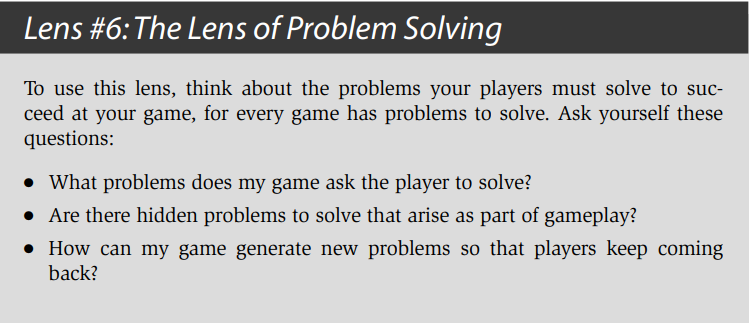 Lens #6: The Lens of Problem Solving
To use this lens, think about the problems your players must solve to suc-
ceed at your game, for every game has problems to solve. Ask yourself these
questions:
● What problems does my game ask the player to solve?
● Are there hidden problems to solve that arise as part of gameplay?
● How can my game generate new problems so that players keep coming
back?